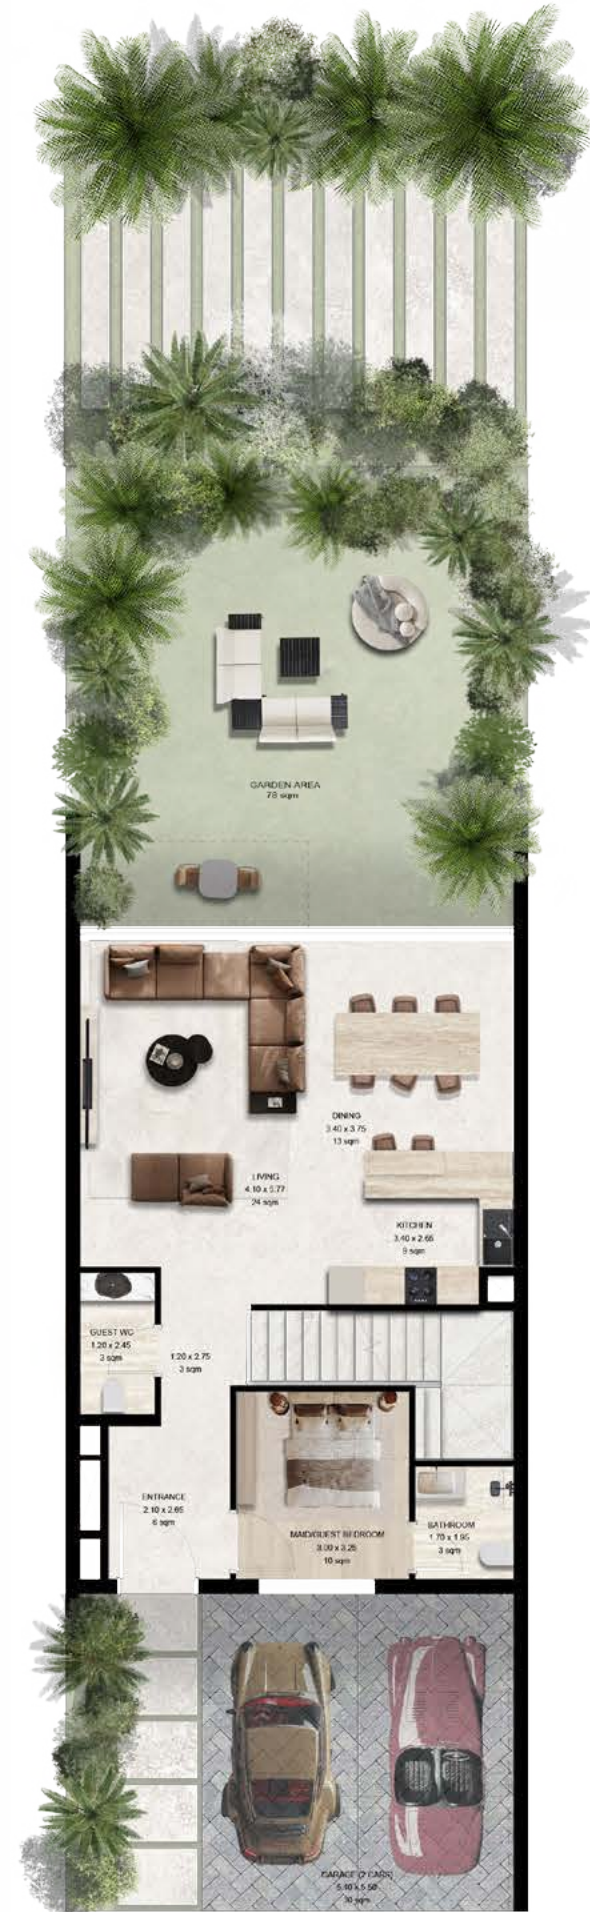 GARDEN AREA
78 sqm
DINING
3.40 x 3.75
13 sqm
LIVING
4.10 x 5.77
24 sqm
KITCHEN
3.40 x 2.65
9 sqm
GUEST WC
1.20 x 2.45
3 sqm
1.20 x 2.75
3 sqm
ENTRANCE
2.10 x 2.65
6 sqm
MAID/GUEST BEDROOM
3.00 x 3.25
10 sqm
BATHROOM
1.70 x 1.95
3 sqm
GARAGE (2 CARS)
5.40 x 5.50
30 sqm